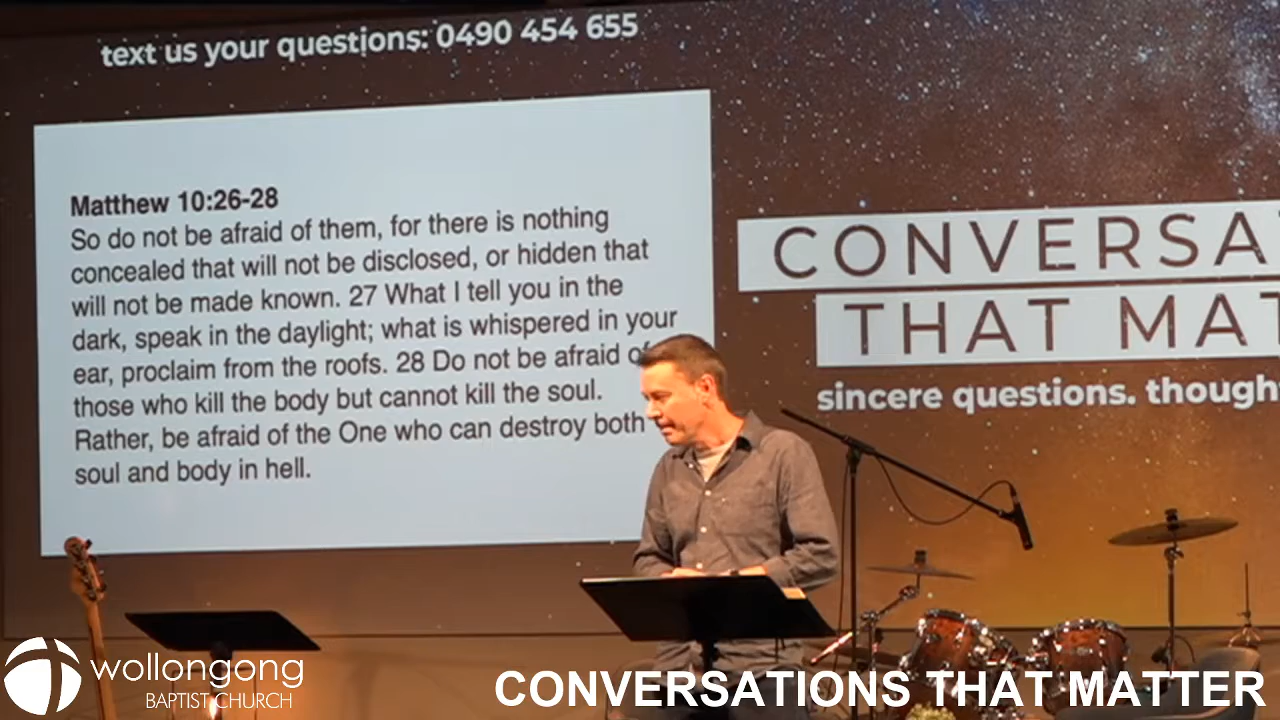 text us your questions: 0490 454 655
Matthew 10:26-28
So do not be afraid of them, for there is nothing
concealed that will not be disclosed, or hidden that
will not be made known. 27 What I tell you in the
dark, speak in the daylight; what is whispered in your
ear, proclaim from the roofs. 28 Do not be afraid of
those who kill the body but cannot kill the soul.
Rather, be afraid of the One who can destroy both
soul and body in hell.
CONVERSA
THAT MAT
sincere questions. though
wollongong
BAPTIST CHURCH
CONVERSATIONS THAT MATTER